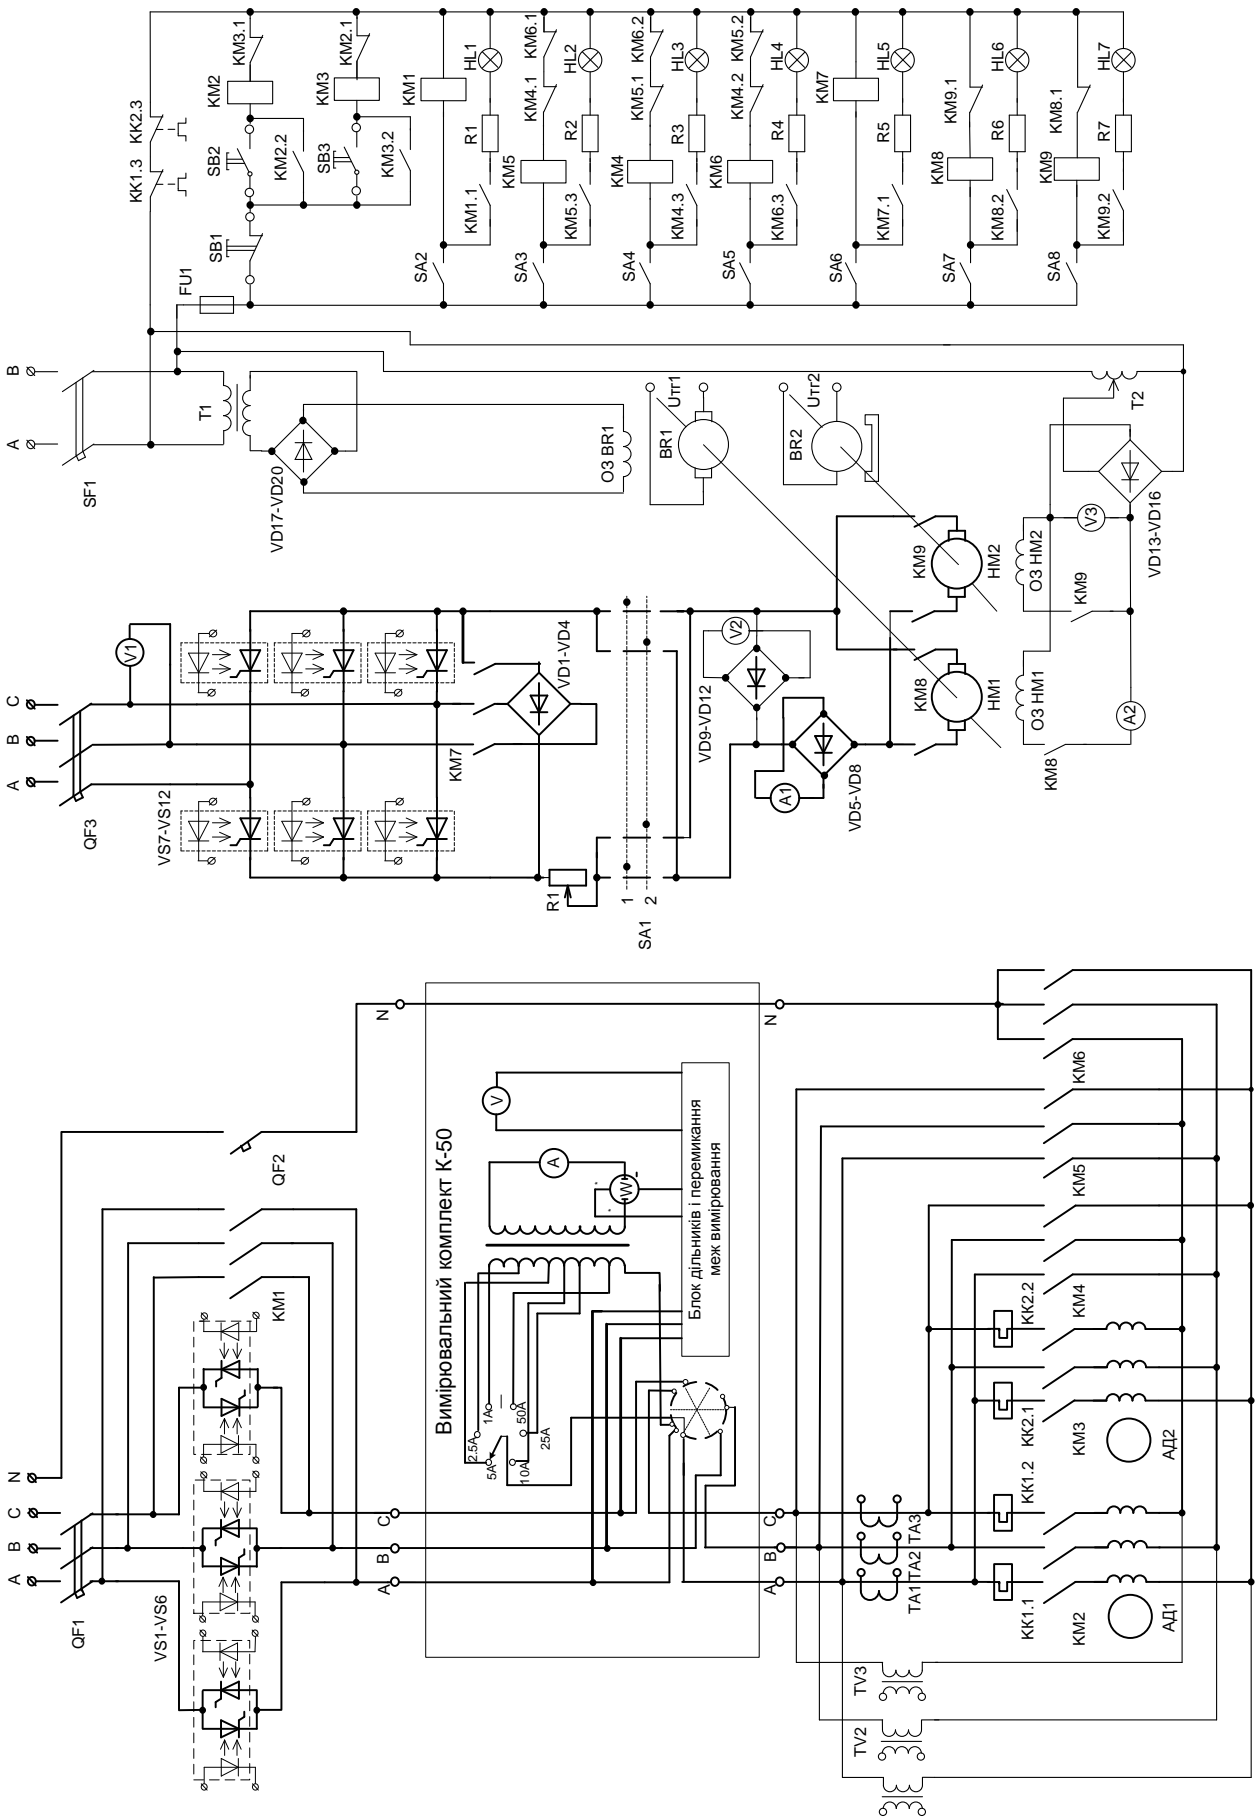 A
B
C
N
QF1
VS1-VS6
KM1
QF2
A
B
C
N
Вимірювальний комплект К-50
2.5A
1A
5A
50A
10A
25A
A
V
W
*
*
Блок дільників і перемикання
меж вимірювання
A
B
C
N
TV2
TV3
TA1
TA2
TA3
KK1.1
KK1.2
KK2.1
KK2.2
KM2
KM3
KM4
KM5
KM6
АД1
АД2
A
B
C
QF3
V1
VS7-VS12
KM7
VD1-VD4
R1
1
2
SA1
V2
VD9-VD12
A1
VD5-VD8
KM8
HM1
KM9
HM2
ОЗ HM1
ОЗ HM2
KM8
KM9
A2
V3
VD13-VD16
T2
A
B
SF1
T1
VD17-VD20
ОЗ BR1
BR1
Uтг1
BR2
Uтг2
FU1
KK1.3
KK2.3
SB1
SB2
KM2
KM3.1
KM2.2
SB3
KM3
KM2.1
KM3.2
SA2
KM1
KM1.1
R1
HL1
SA3
KM5
KM4.1
KM6.1
KM5.3
R2
HL2
SA4
KM4
KM5.1
KM6.2
KM4.3
R3
HL3
SA5
KM6
KM4.2
KM5.2
KM6.3
R4
HL4
SA6
KM7
KM7.1
R5
HL5
SA7
KM8
KM9.1
KM8.2
R6
HL6
SA8
KM9
KM8.1
KM9.2
R7
HL7